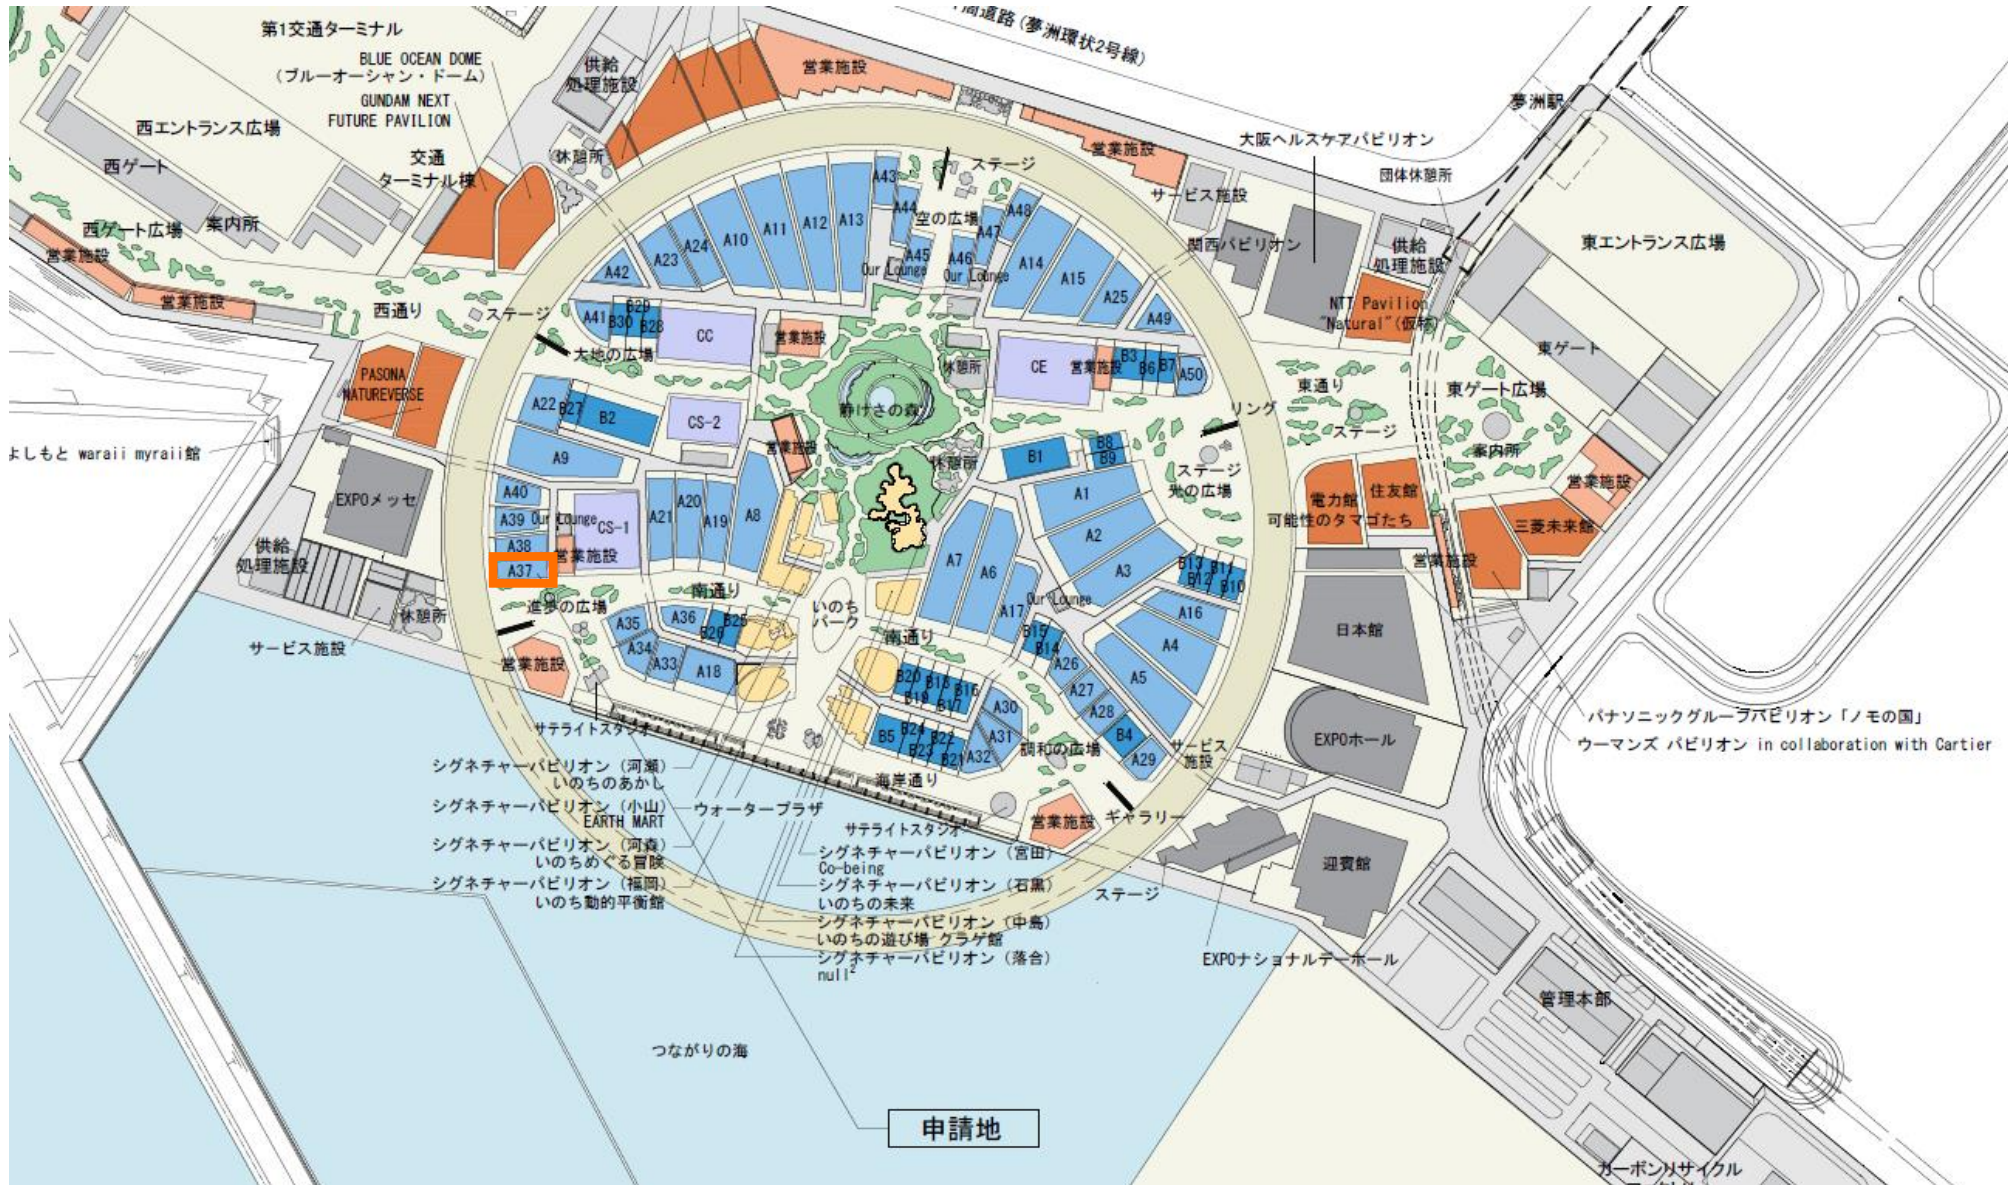 中間道路(夢洲環状2号線)
第1交通ターミナル
BLUE OCEAN DOME
(ブルーオーシャン・ドーム)
GUNDAM NEXT
FUTURE PAVILION
供給
処理施設
営業施設
夢洲駅
西エントランス広場
西ゲート
交通
ターミナル棟
休憩所
ステージ
営業施設
大阪ヘルスケアパビリオン
団体休憩所
サービス施設
西ゲート広場
案内所
営業施設
営業施設
西通り
ステージ
空の広場
関西パビリオン
供給
処理施設
東エントランス広場
A42
A23
A24
A10
A11
A12
A13
A43
A44
A45
Our Lounge
A46
Our Lounge
A47
A48
A14
A15
A25
A49
NTT Pavilion
"Natural"(仮称)
東ゲート
A41
B30
B29
B28
CC
営業施設
大地の広場
休憩所
CE
営業施設
B3
B6
B7
A50
東通り
東ゲート広場
PASONA
NATUREVERSE
A22
B27
B2
CS-2
静けさの森
リング
ステージ
案内所
よしもと waraii myraii館
A9
営業施設
休憩所
B1
B8
B9
ステージ
光の広場
営業施設
EXPOメッセ
A40
A39
Our Lounge
CS-1
A38
A37
営業施設
A21
A20
A19
A8
A1
A2
A3
A7
A6
A17
Our Lounge
B13
B11
B12
B10
電力館
可能性のタマゴたち
住友館
三菱未来館
営業施設
供給
処理施設
休憩所
サービス施設
進歩の広場
南通り
いのち
パーク
南通り
A35
A36
B26
B25
A34
A33
A18
営業施設
B15
B14
A26
A27
A28
B4
A29
A16
A4
A5
日本館
B20
B18
B16
B19
B17
A30
A31
A32
B5
B24
B22
B23
B21
調和の広場
サービス
施設
EXPOホール
パナソニックグループパビリオン「ノモの国」
ウーマンズ パビリオン in collaboration with Cartier
サテライトスタジオ
海岸通り
シグネチャーパビリオン(河瀨)
いのちのあかし
シグネチャーパビリオン(小山)
EARTH MART
ウォータープラザ
シグネチャーパビリオン(河森)
いのちめぐる冒険
シグネチャーパビリオン(福岡)
いのち動的平衡館
サテライトスタジオ
営業施設
ギャラリー
シグネチャーパビリオン(宮田)
Co-being
シグネチャーパビリオン(石黒)
いのちの未来
シグネチャーパビリオン(中島)
いのちの遊び場 クラゲ館
シグネチャーパビリオン(落合)
null²
迎賓館
ステージ
EXPOナショナルデーホール
管理本部
つながりの海
申請地
カーボンリサイクル